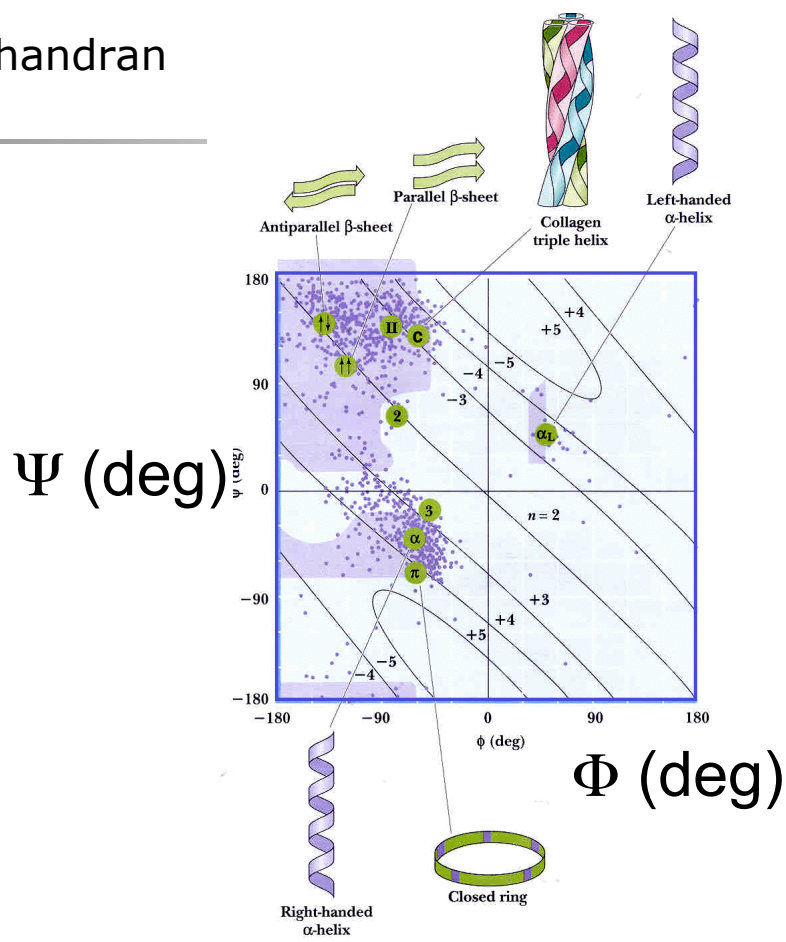 handran
Antiparallel β-sheet
Parallel β-sheet
Collagen
triple helix
Left-handed
α-helix
180
90
0
−90
−180
Ψ (deg)
ψ (deg)
II
C
2
3
α
π
αL
+4
+5
−5
−4
−3
n = 2
+3
+4
+5
−5
−4
−180
−90
0
90
180
ϕ (deg)
Φ (deg)
Right-handed
α-helix
Closed ring